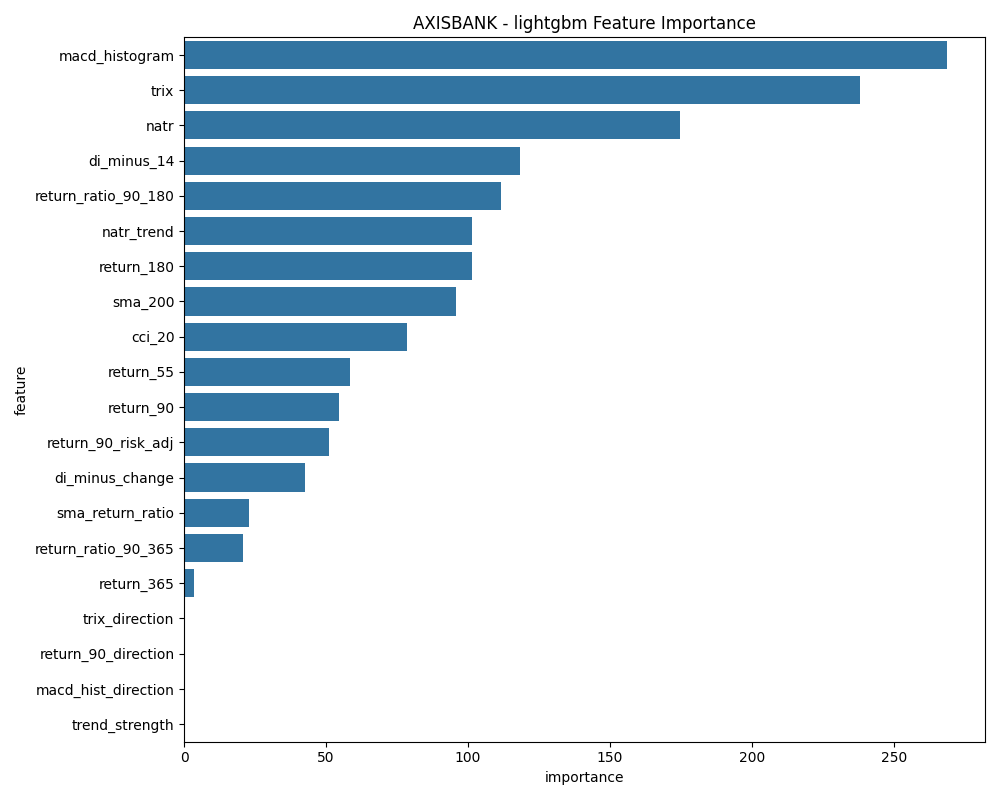 AXISBANK - lightgbm Feature Importance
macd_histogram
trix
natr
di_minus_14
return_ratio_90_180
natr_trend
return_180
sma_200
cci_20
return_55
return_90
return_90_risk_adj
di_minus_change
sma_return_ratio
return_ratio_90_365
return_365
trix_direction
return_90_direction
macd_hist_direction
trend_strength
feature
0 50 100 150 200 250
importance